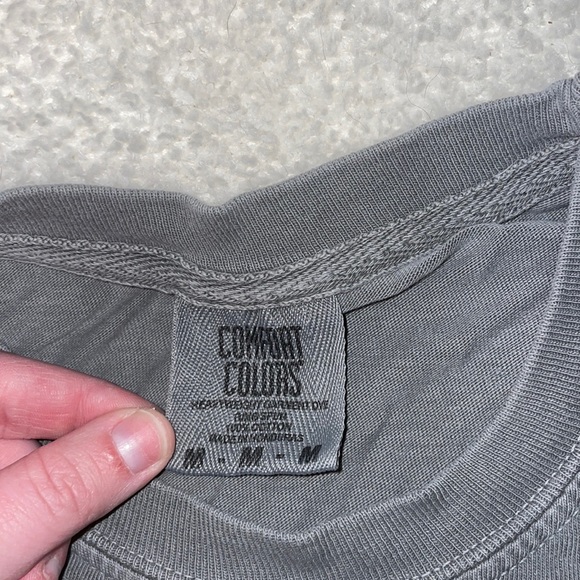 COMFORT
COLORS
HEAVYWEIGHT GARMENT DYE
RING SPUN
100% COTTON
MADE IN HONDURAS
M - M - M